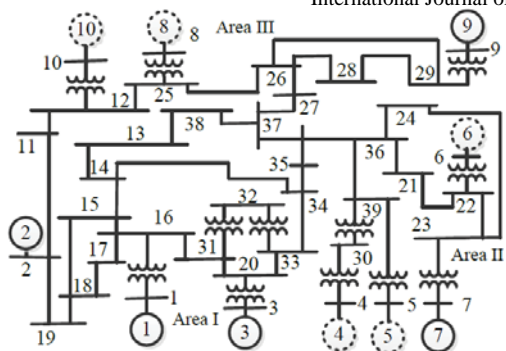 International Journal of
10 8 8 Area III 9
10 9
26 28 29
12 25 27
24
13 38 37
11 6
14 35 36 6
21
15 32 34 39 22
2 16 23
17 31 30 Area II
2 20 33
18 1 4 5 7
19 Area I 3
1 3 4 5 7